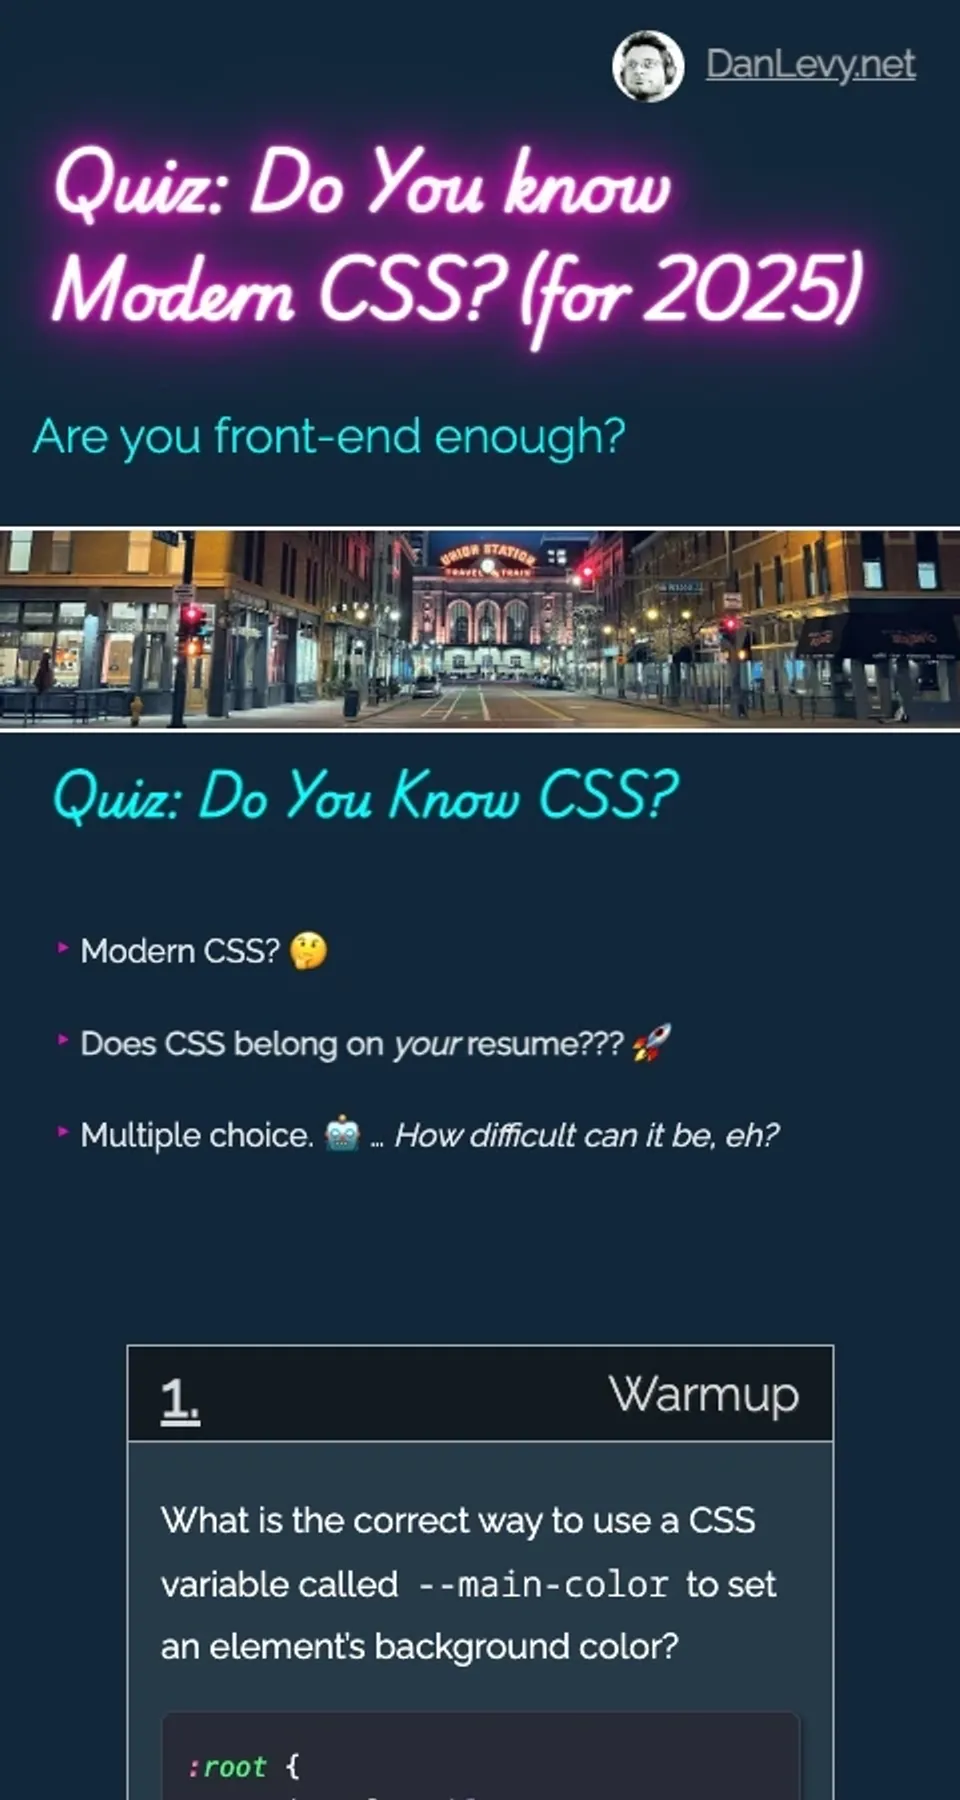 DanLevy.net
Quiz: Do You know
Modern CSS? (for 2025)
Are you front-end enough?
UNION STATION
TRAVEL by TRAIN
Quiz: Do You Know CSS?
Modern CSS? 🤔
Does CSS belong on your resume??? 🚀
Multiple choice. 🤖 … How difficult can it be, eh?
1. Warmup
What is the correct way to use a CSS
variable called --main-color to set
an element’s background color?
:root {